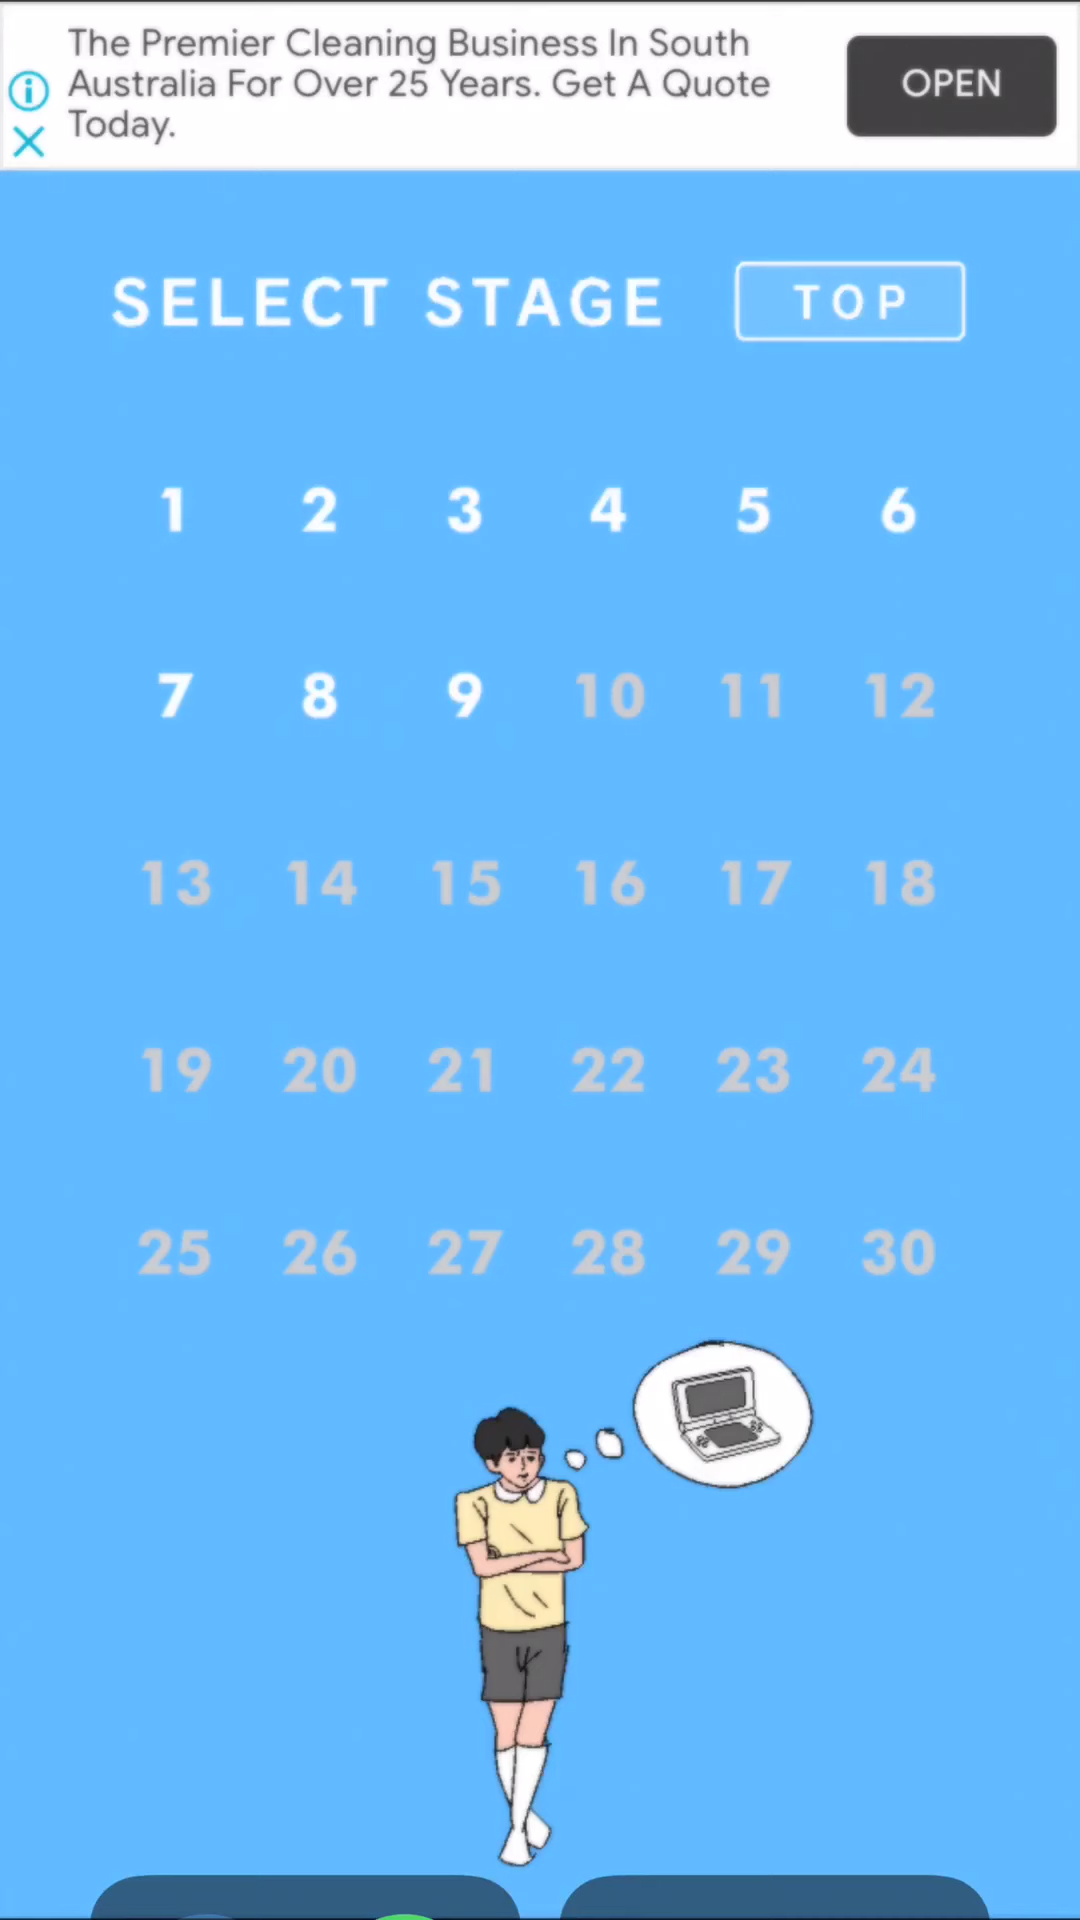 The Premier Cleaning Business In South
Australia For Over 25 Years. Get A Quote
Today.
OPEN
SELECT STAGE TOP
1 2 3 4 5 6
7 8 9 10 11 12
13 14 15 16 17 18
19 20 21 22 23 24
25 26 27 28 29 30